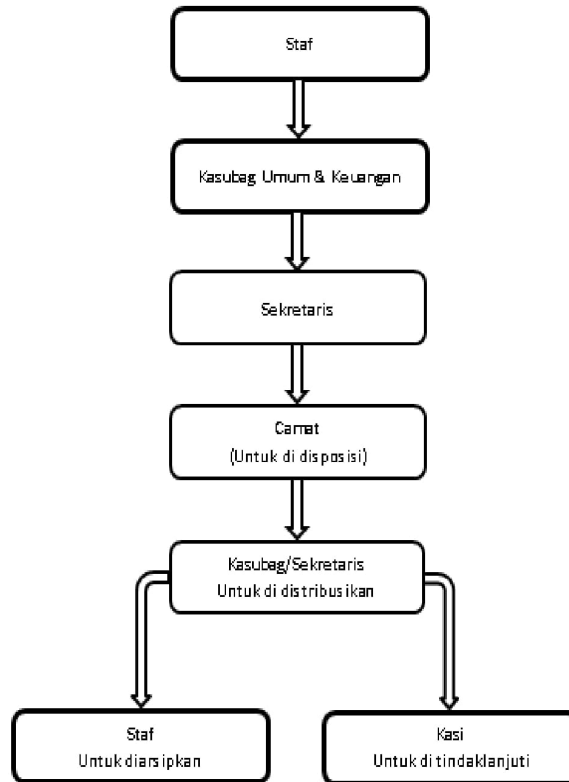 Staf
Kasubag Umum & Keuangan
Sekretaris
Camat
(Untuk di disposisi)
Kasubag/Sekretaris
Untuk di distribusikan
Staf
Untuk diarsipkan
Kasi
Untuk di tindaklanjuti